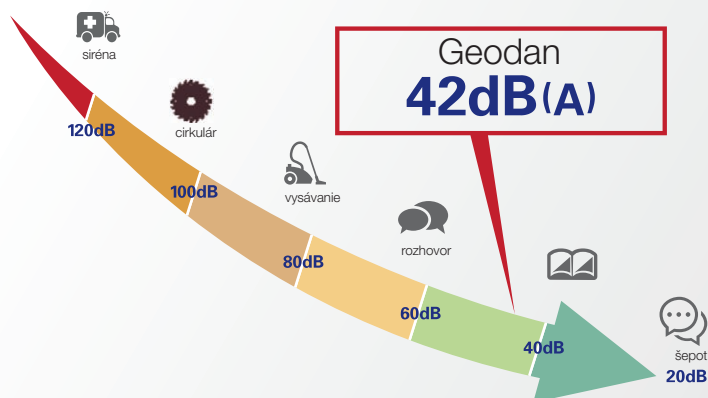 siréna
120dB
cirkulár
100dB
vysávanie
80dB
rozhovor
60dB
Geodan
42dB(A)
40dB
šepot
20dB